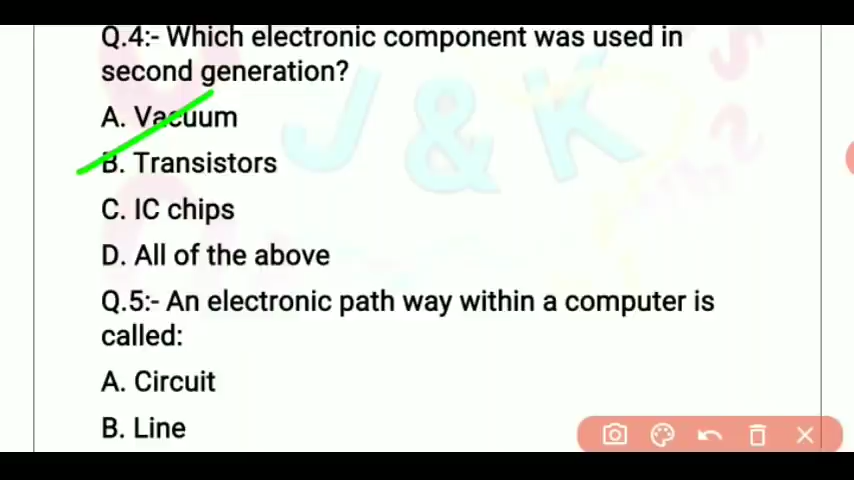 Q.4:- Which electronic component was used in
second generation?
A. Vacuum
B. Transistors
C. IC chips
D. All of the above
Q.5:- An electronic path way within a computer is
called:
A. Circuit
B. Line
J & K